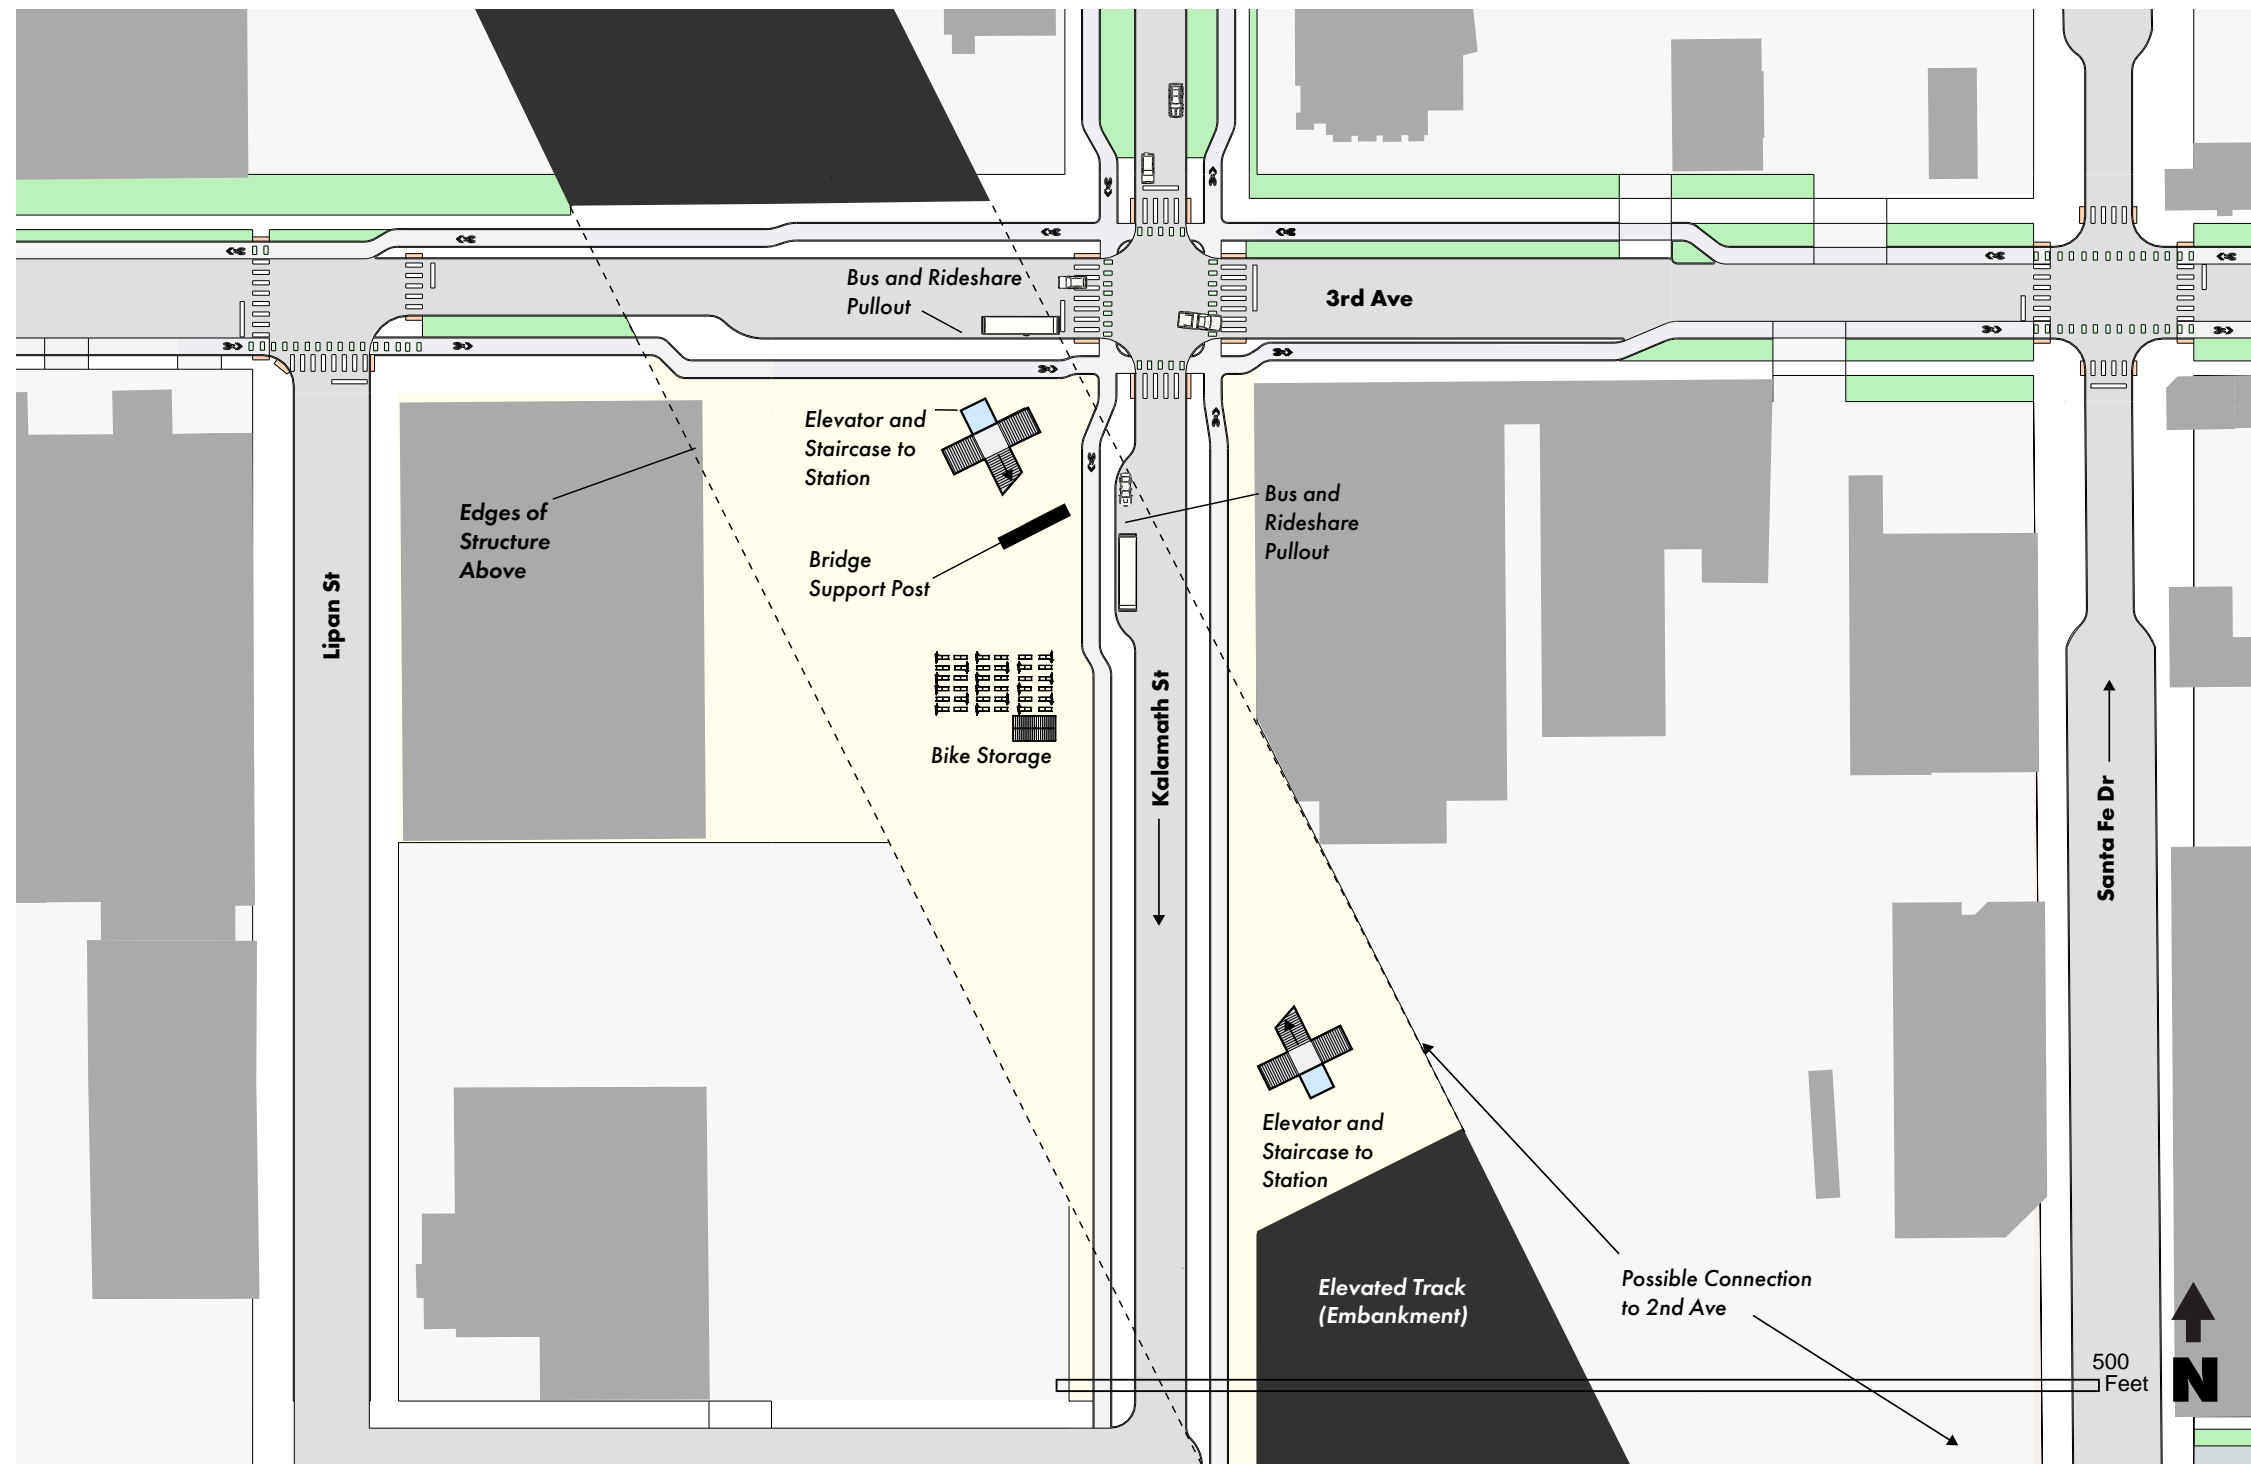 Bus and Rideshare
Pullout
3rd Ave
Elevator and
Staircase to
Station
Edges of
Structure
Above
Bus and
Rideshare
Pullout
Bridge
Support Post
Lipan St
Kalamath St
Bike Storage
Santa Fe Dr
Elevator and
Staircase to
Station
Elevated Track
(Embankment)
Possible Connection
to 2nd Ave
500
Feet
N